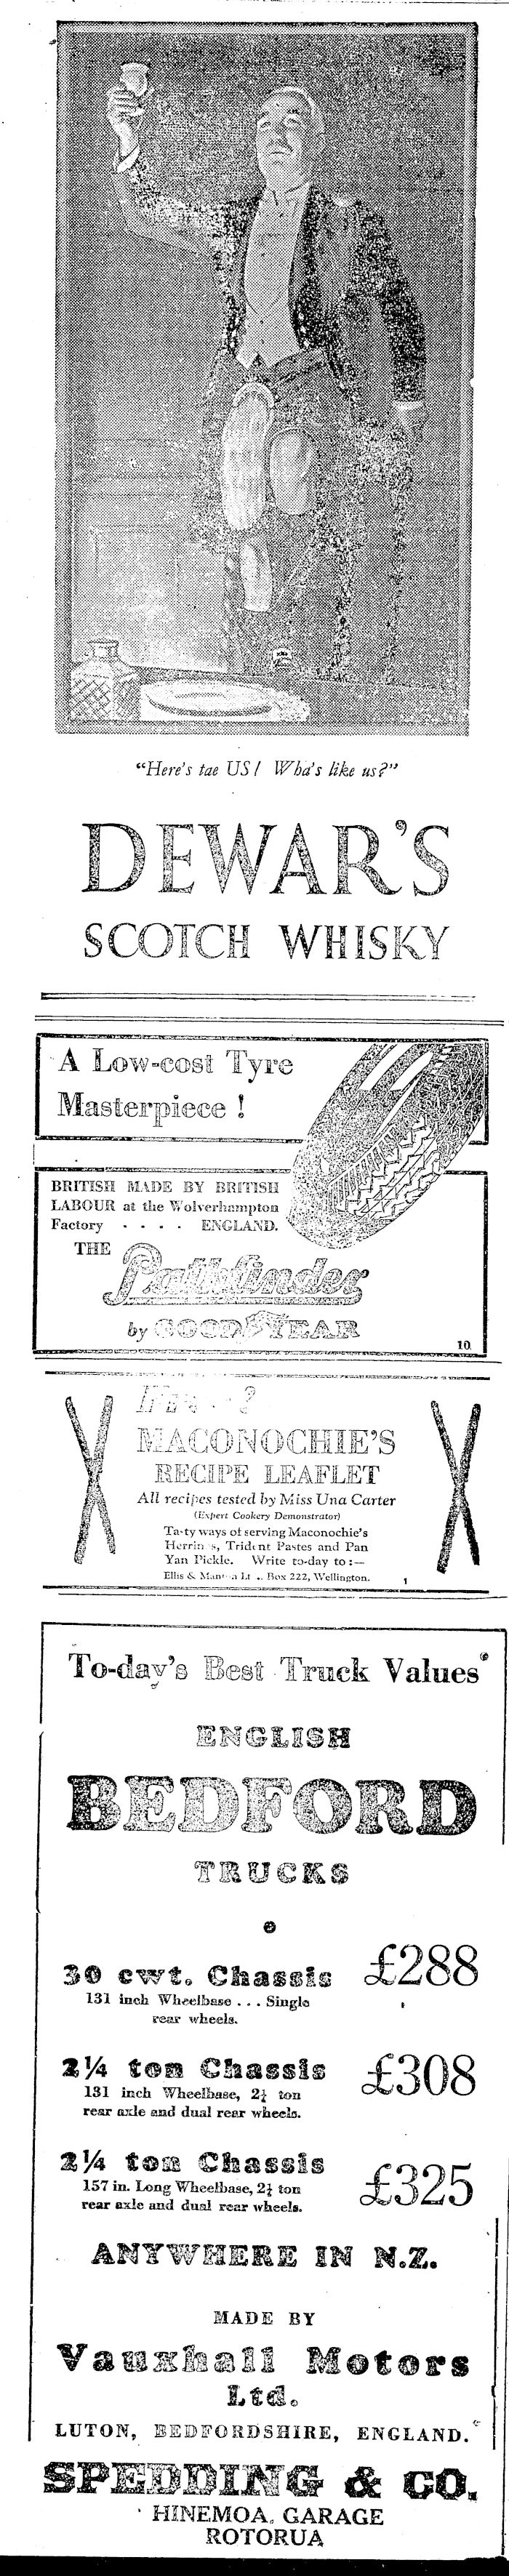 "Here's tae US! Wha's like us?"
DEWAR'S
SCOTCH WHISKY
A Low-cost Tyre
Masterpiece !
BRITISH MADE BY BRITISH
LABOUR at the Wolverhampton
Factory - - - - ENGLAND.
THE
Pathfinder
by GOODYEAR
10
MACONOCHIE'S
RECIPE LEAFLET
All recipes tested by Miss Una Carter
(Expert Cookery Demonstrator)
Ta-ty ways of serving Maconochie's
Herrin s, Trident Pastes and Pan
Yan Pickle. Write to-day to :—
Ellis & Box 222, Wellington. 1
To-day's Best Truck Values
ENGLISH
BEDFORD
TRUCKS
30 cwt. Chassis £288
131 inch Wheelbase . . . Single
rear wheels.
2¼ ton Chassis £308
131 inch Wheelbase, 2¼ ton
rear axle and dual rear wheels.
2¼ ton Chassis £325
157 in. Long Wheelbase, 2¼ ton
rear axle and dual rear wheels.
ANYWHERE IN N.Z.
MADE BY
Vauxhall Motors
Ltd.
LUTON, BEDFORDSHIRE, ENGLAND.
SPEDDING & CO.
HINEMOA GARAGE
ROTORUA